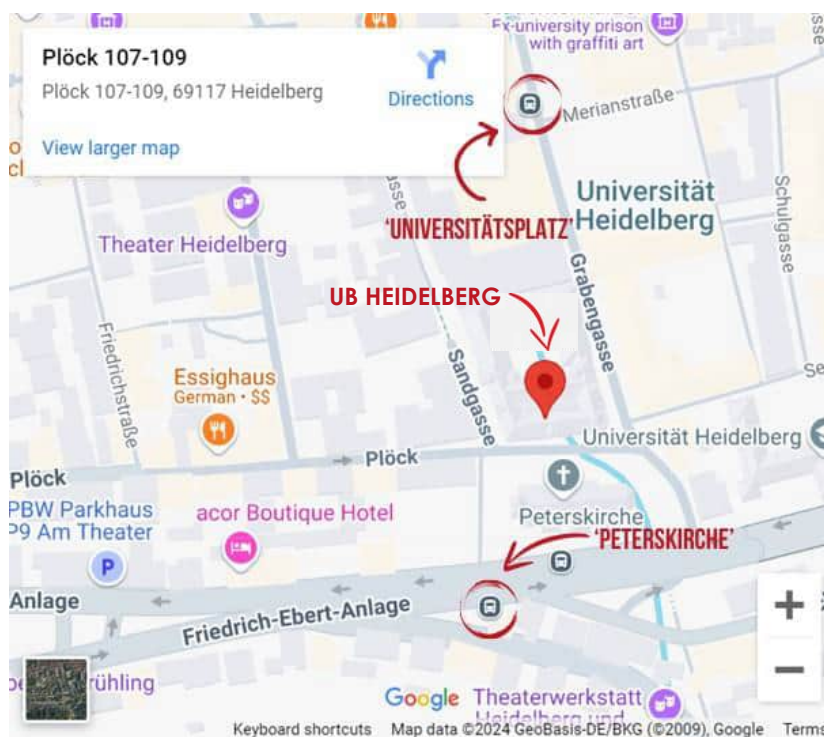 Ex-university prison
with graffiti art
Plöck 107-109
Plöck 107-109, 69117 Heidelberg
Directions
View larger map
Merianstraße
Universität
Heidelberg
Schulgasse
'UNIVERSITÄTSPLATZ'
Theater Heidelberg
Grabengasse
UB HEIDELBERG
Friedrichstraße
Sandgasse
Essighaus
German • $$
Universität Heidelberg
Plöck
Plöck
PBW Parkhaus
P9 Am Theater
P
acor Boutique Hotel
Peterskirche
'PETERSKIRCHE'
Anlage
Friedrich-Ebert-Anlage
+
−
Google
Theaterwerkstatt
Heidelberg und
Keyboard shortcuts
Map data ©2024 GeoBasis-DE/BKG (©2009), Google
Terms